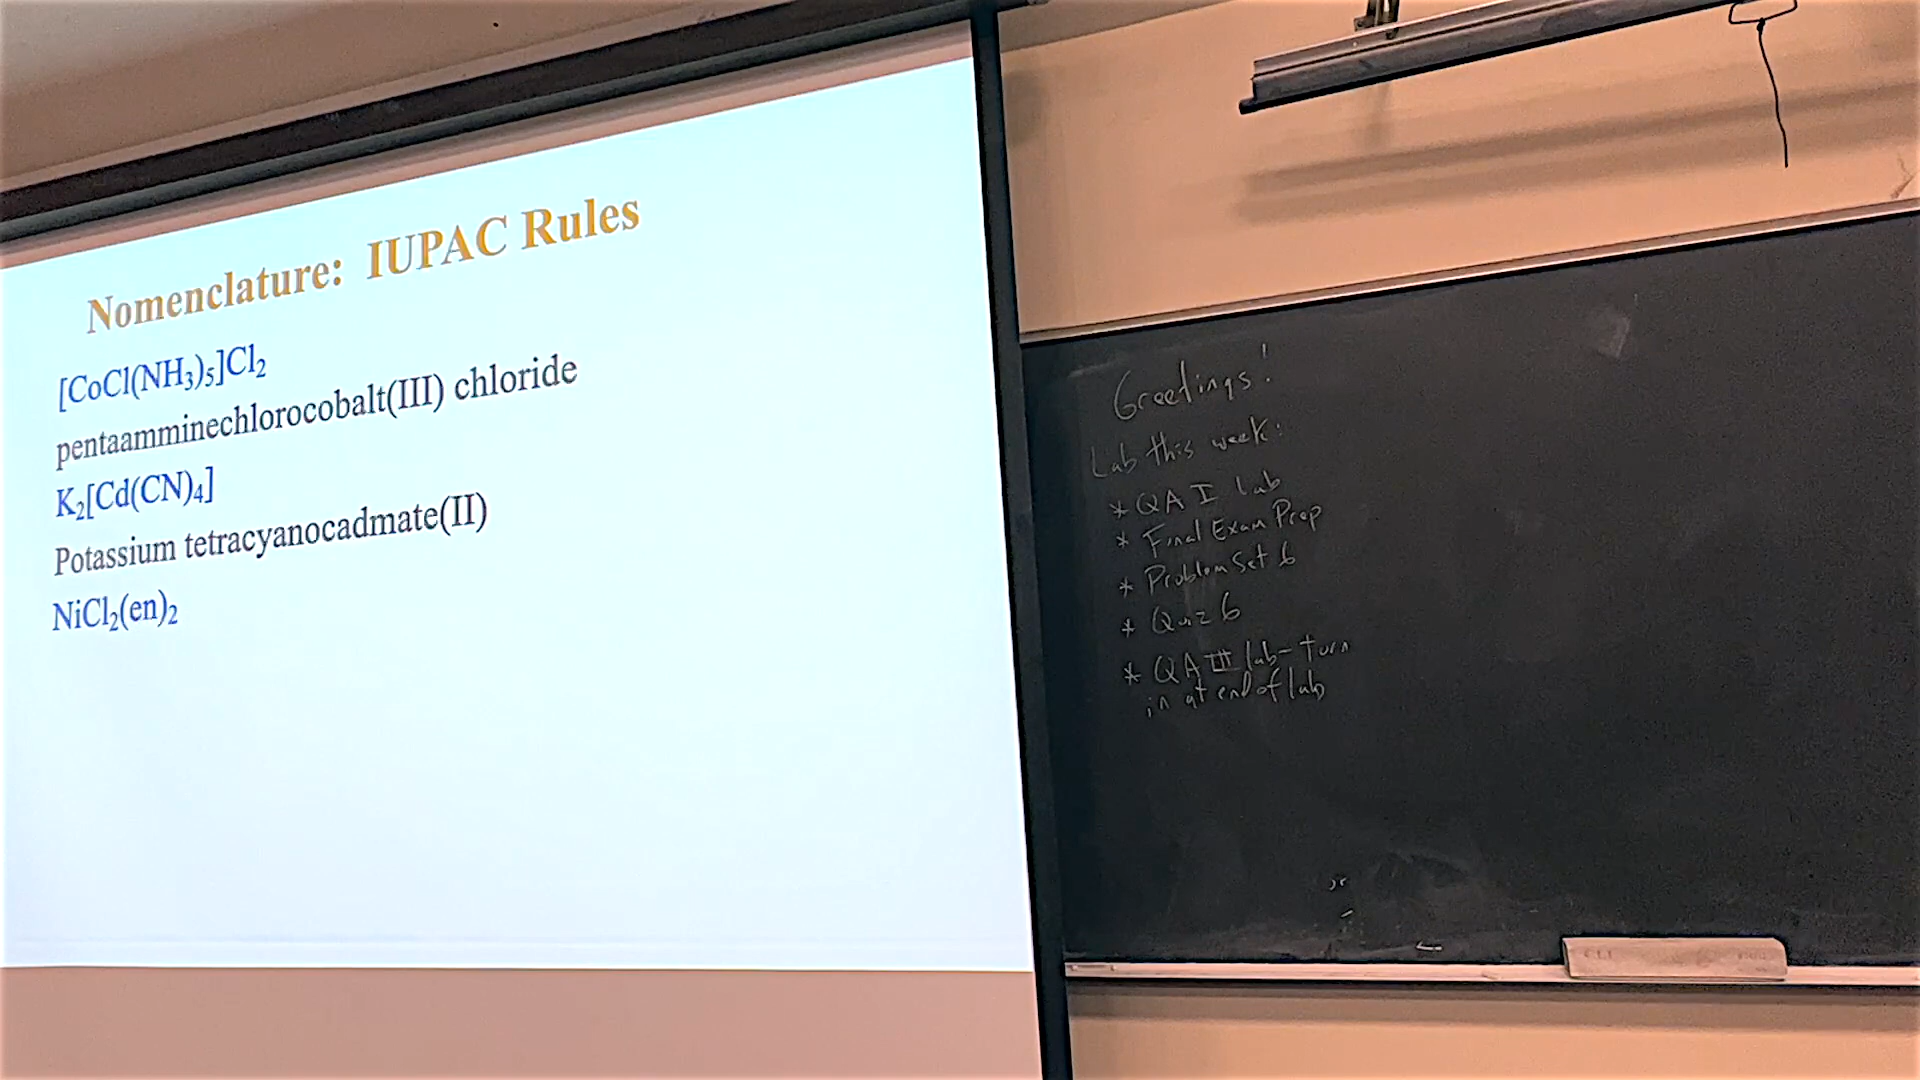 Nomenclature: IUPAC Rules
[CoCl(NH₃)₅]Cl₂
pentaamminechlorocobalt(III) chloride
K₂[Cd(CN)₄]
Potassium tetracyanocadmate(II)
NiCl₂(en)₂
Greetings!
Lab this week:
* QA I lab
* Final Exam Prep
* Problem Set 6
* Quiz 6
* QA III lab - turn
in at end of lab